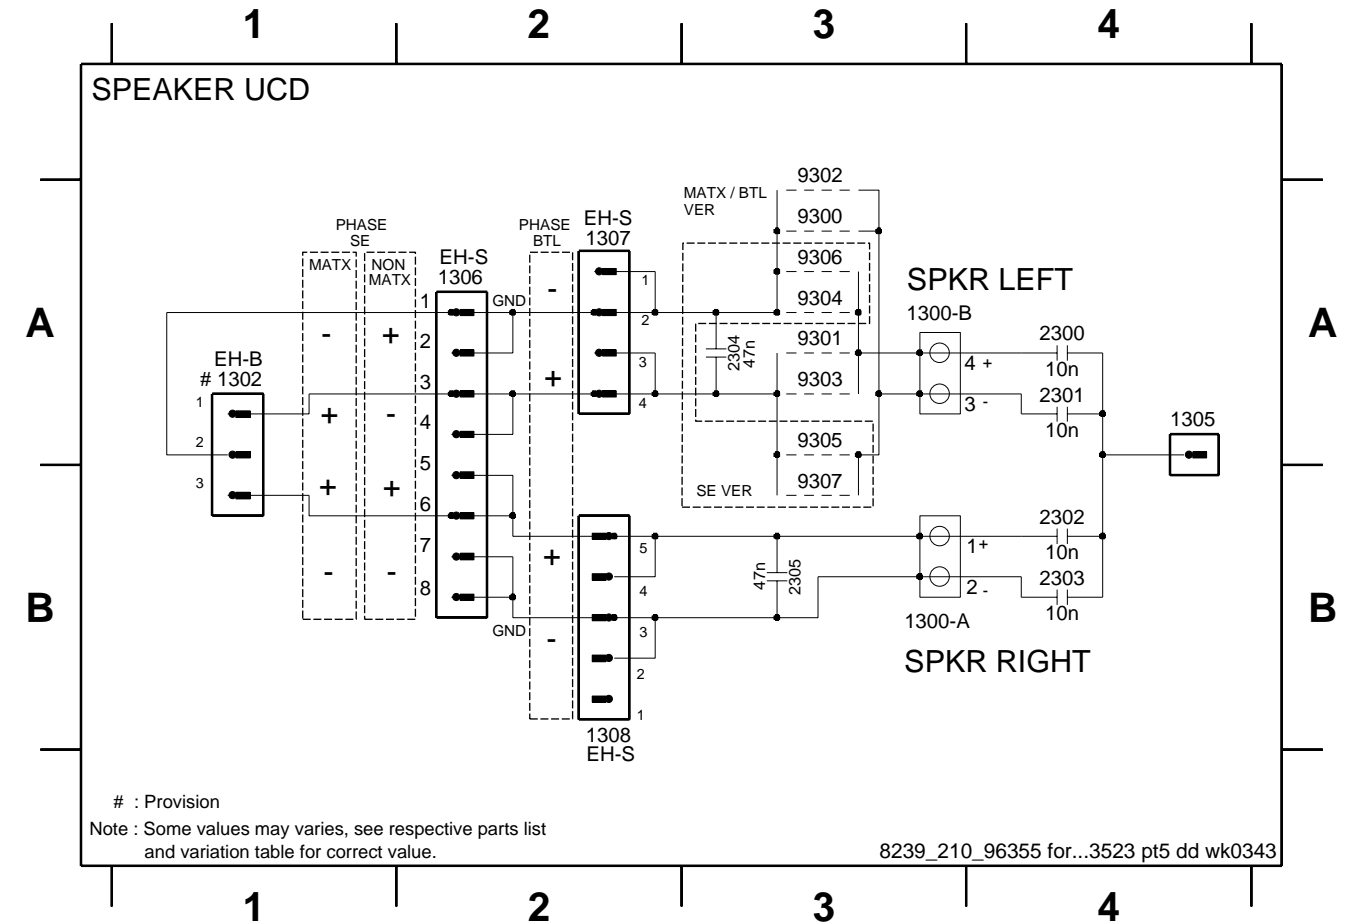 1 2 3 4
SPEAKER UCD
9302
MATX / BTL
VER
9300
PHASE
SE
PHASE
BTL
EH-S
1307
MATX
NON
MATX
EH-S
1306
9306
SPKR LEFT
1
GND
-
1
9304
1300-B
A
-
+
2
2
2304
47n
9301
2300
A
EH-B
# 1302
3
4 +
10n
3
+
9303
2301
1
+
-
4
4
3 -
10n
1305
2
5
9305
3
+
+
6
SE VER
9307
2302
7
+
5
47n
2305
1+
10n
-
-
8
4
2303
2 -
10n
B
GND
-
3
1300-A
B
SPKR RIGHT
2
1
1308
EH-S
# : Provision
Note : Some values may varies, see respective parts list
and variation table for correct value.
8239_210_96355 for...3523 pt5 dd wk0343
1 2 3 4